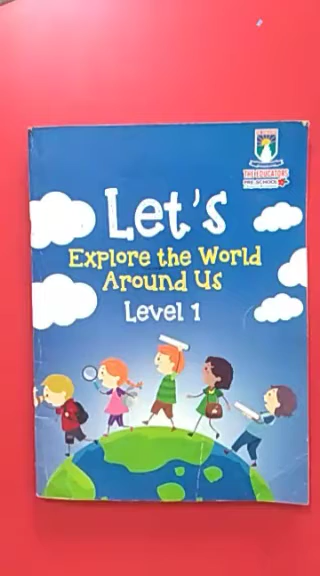 THE EDUCATORS
PRE-SCHOOL
Let's
Explore the World
Around Us
Level 1